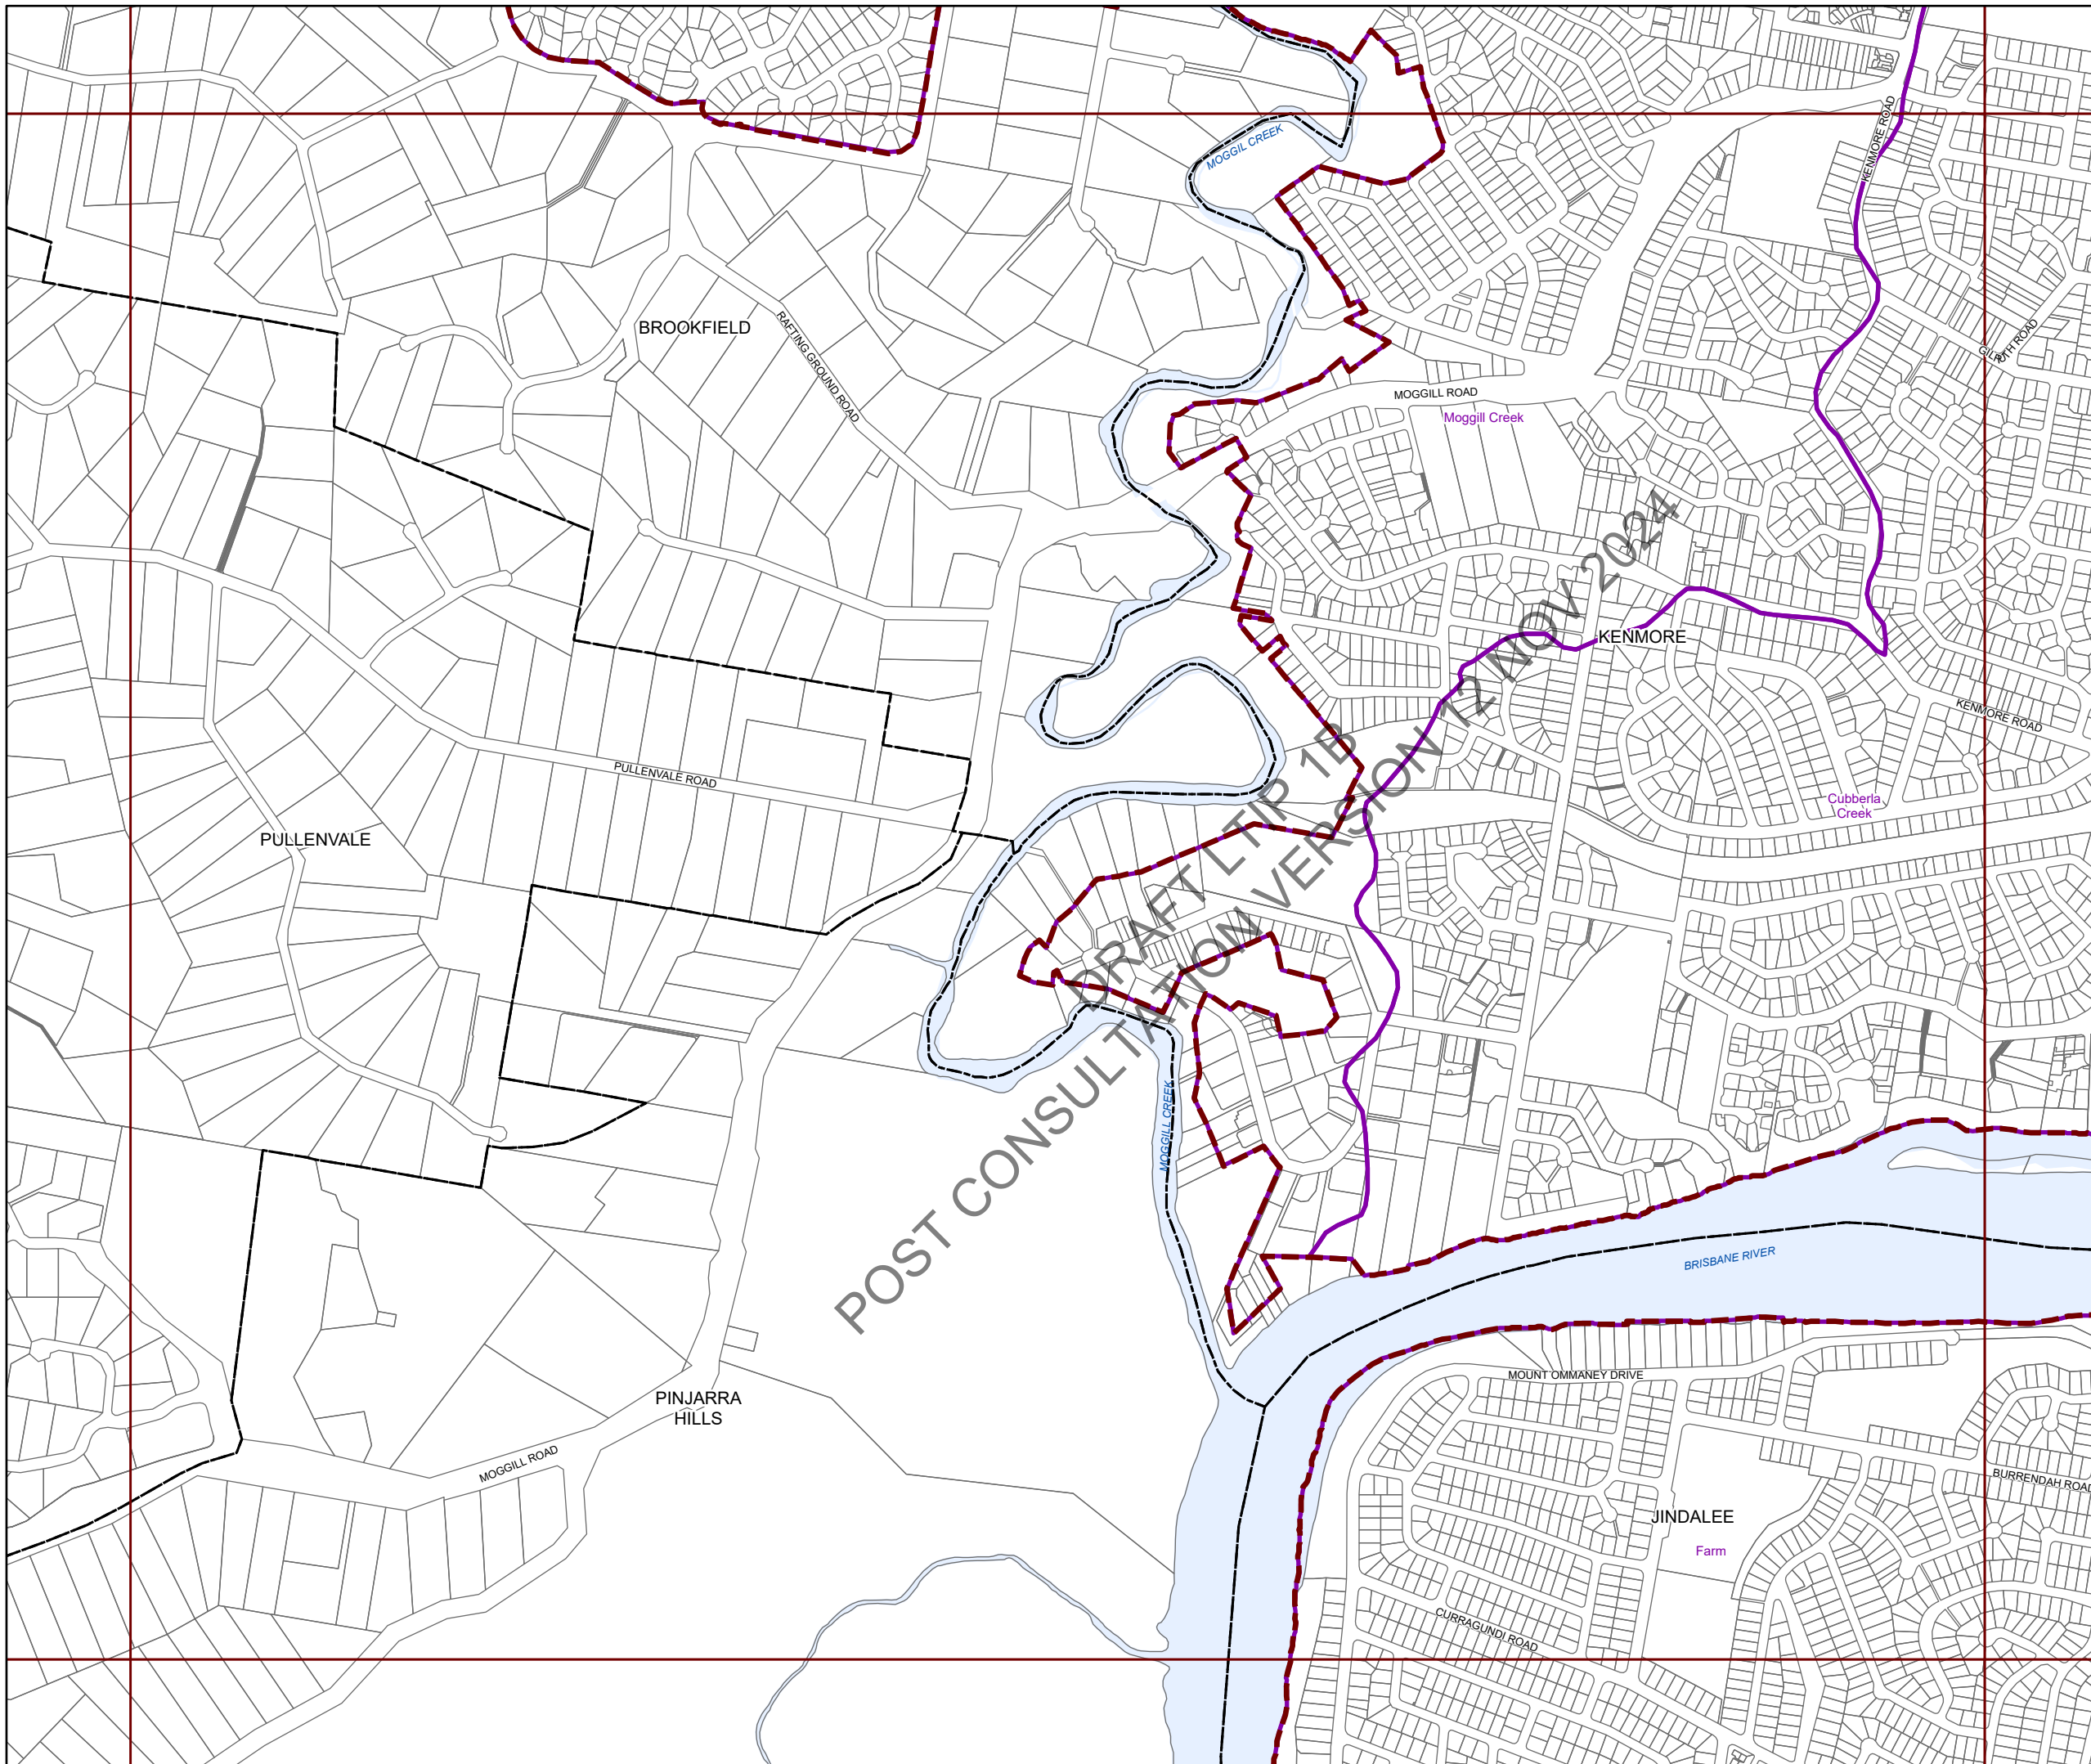 MOGGIL CREEK
KENMORE ROAD
BROOKFIELD
RAFTING GROUND ROAD
MOGGILL ROAD
Moggill Creek
KENMORE
KENMORE ROAD
PULLENVALE ROAD
Cubberla
Creek
PULLENVALE
DRAFT LTIP 1B
POST CONSULTATION VERSION 12 NOV 2024
MOGGILL CREEK
BRISBANE RIVER
MOUNT OMMANEY DRIVE
PINJARRA
HILLS
MOGGILL ROAD
BURRENDAH ROAD
JINDALEE
Farm
CURRAGUNDI ROAD